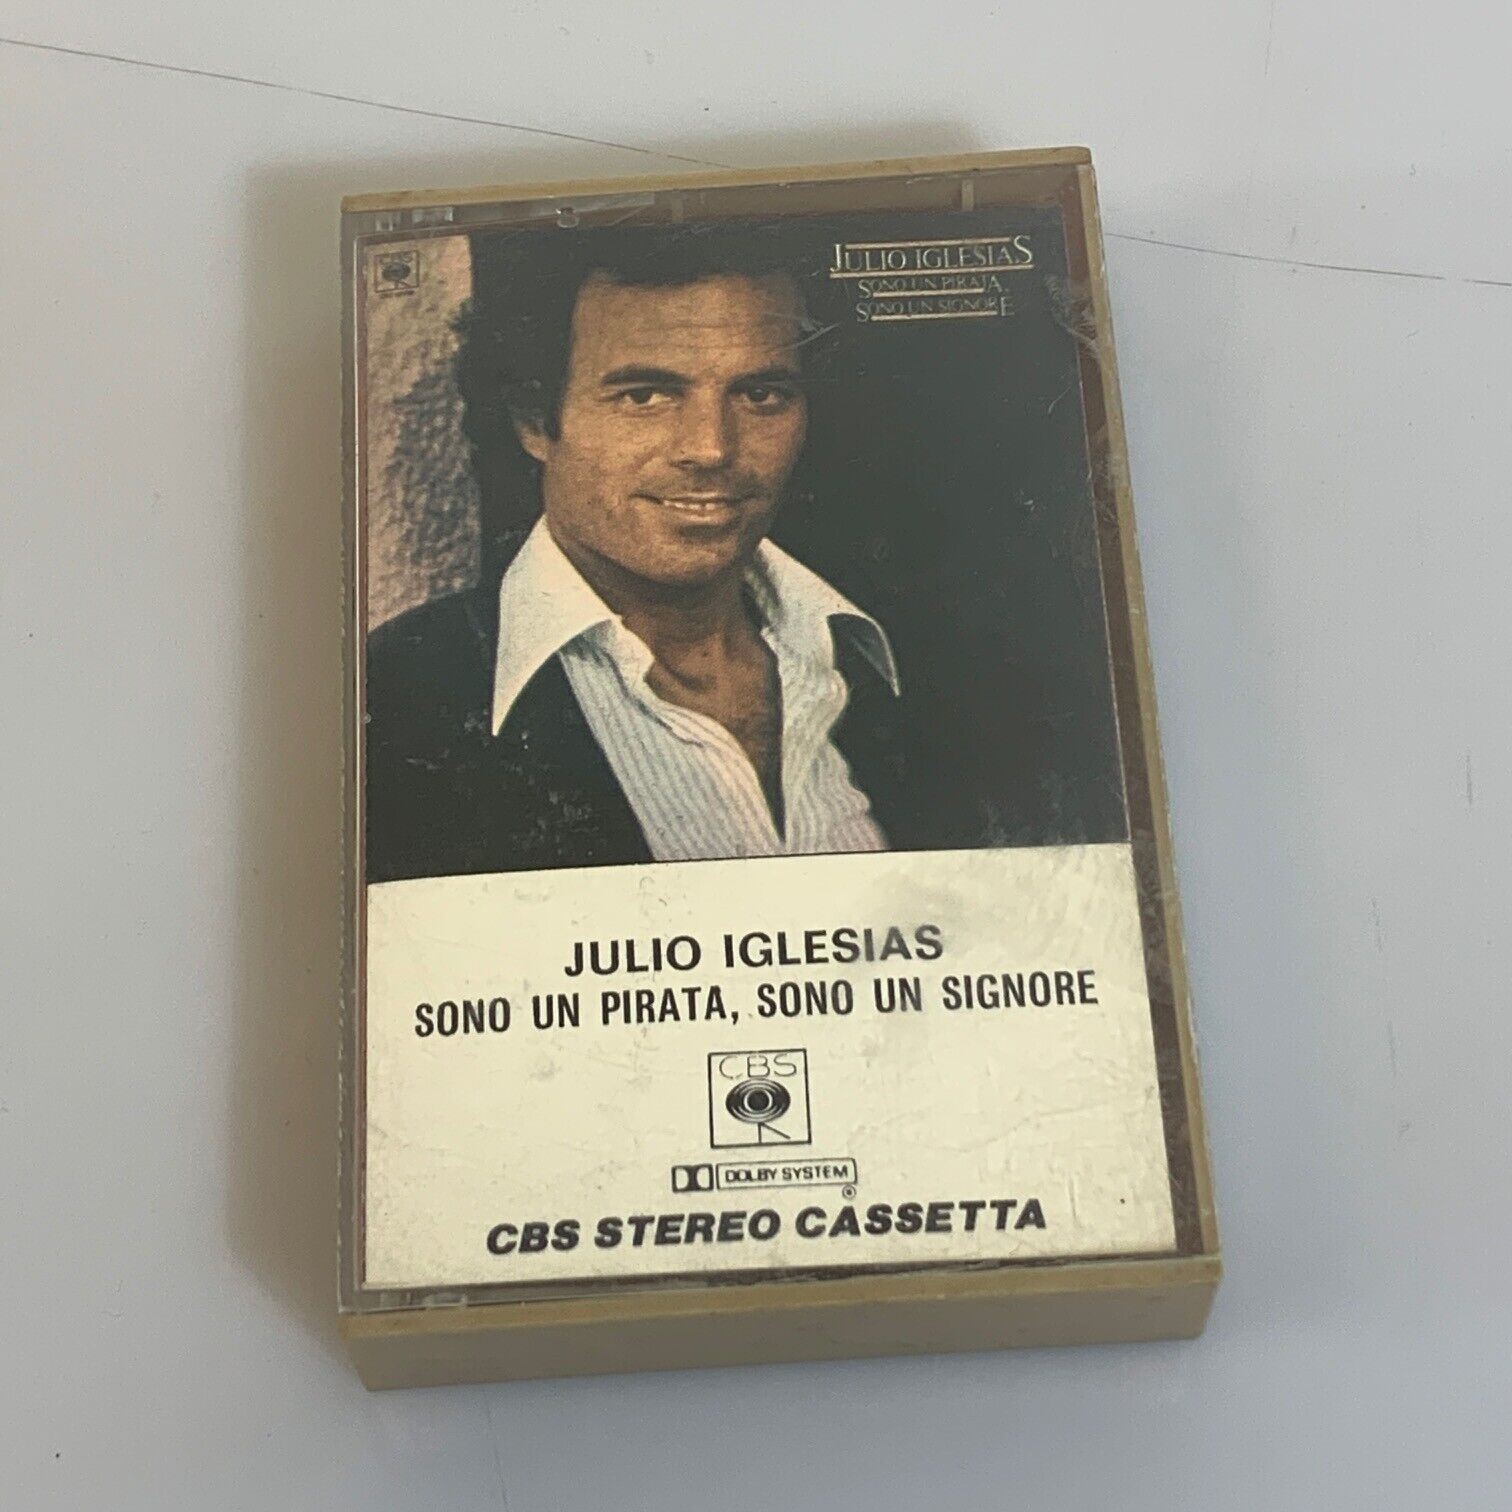 CBS
JULIO IGLESIAS
SONO UN PIRATA,
SONO UN SIGNORE
JULIO IGLESIAS
SONO UN PIRATA, SONO UN SIGNORE
CBS
DOLBY SYSTEM
®
CBS STEREO CASSETTA